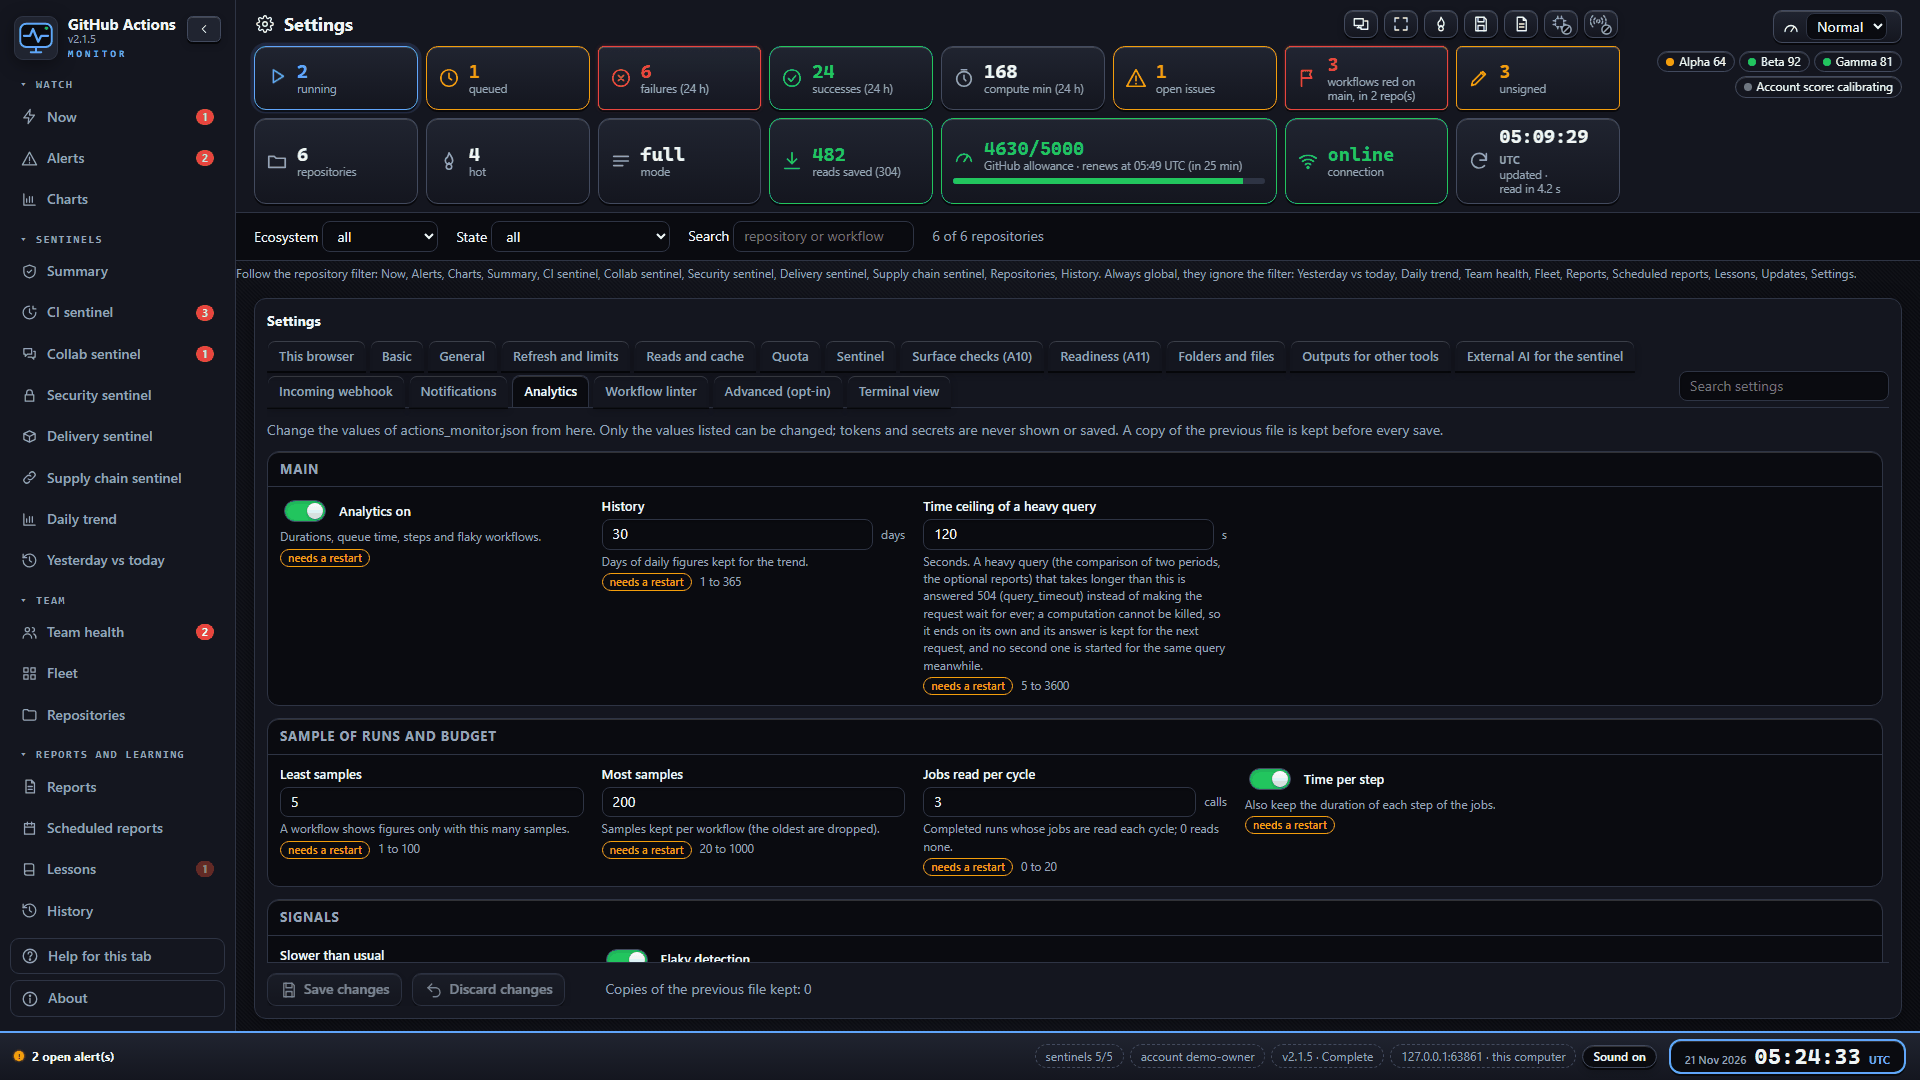 GitHub Actions
v2.1.5
MONITOR
WATCH
Now 1
Alerts 2
Charts
SENTINELS
Summary
CI sentinel 3
Collab sentinel 1
Security sentinel
Delivery sentinel
Supply chain sentinel
Daily trend
Yesterday vs today
TEAM
Team health 2
Fleet
Repositories
REPORTS AND LEARNING
Reports
Scheduled reports
Lessons 1
History
Help for this tab
About
Settings
Normal
2
running
1
queued
6
failures (24 h)
24
successes (24 h)
168
compute min (24 h)
1
open issues
3
workflows red on
main, in 2 repo(s)
3
unsigned
Alpha 64
Beta 92
Gamma 81
Account score: calibrating
6
repositories
4
hot
full
mode
482
reads saved (304)
4630/5000
GitHub allowance · renews at 05:49 UTC (in 25 min)
online
connection
05:09:29
UTC
updated ·
read in 4.2 s
Ecosystem all State all Search repository or workflow 6 of 6 repositories
Follow the repository filter: Now, Alerts, Charts, Summary, CI sentinel, Collab sentinel, Security sentinel, Delivery sentinel, Supply chain sentinel, Repositories, History. Always global, they ignore the filter: Yesterday vs today, Daily trend, Team health, Fleet, Reports, Scheduled reports, Lessons, Updates, Settings.
Settings
This browser Basic General Refresh and limits Reads and cache Quota Sentinel Surface checks (A10) Readiness (A11) Folders and files Outputs for other tools External AI for the sentinel
Incoming webhook Notifications Analytics Workflow linter Advanced (opt-in) Terminal view
Search settings
Change the values of actions_monitor.json from here. Only the values listed can be changed; tokens and secrets are never shown or saved. A copy of the previous file is kept before every save.
MAIN
Analytics on
Durations, queue time, steps and flaky workflows.
needs a restart
History
30 days
Days of daily figures kept for the trend.
needs a restart 1 to 365
Time ceiling of a heavy query
120 s
Seconds. A heavy query (the comparison of two periods,
the optional reports) that takes longer than this is
answered 504 (query_timeout) instead of making the
request wait for ever; a computation cannot be killed, so
it ends on its own and its answer is kept for the next
request, and no second one is started for the same query
meanwhile.
needs a restart 5 to 3600
SAMPLE OF RUNS AND BUDGET
Least samples
5
A workflow shows figures only with this many samples.
needs a restart 1 to 100
Most samples
200
Samples kept per workflow (the oldest are dropped).
needs a restart 20 to 1000
Jobs read per cycle
3 calls
Completed runs whose jobs are read each cycle; 0 reads
none.
needs a restart 0 to 20
Time per step
Also keep the duration of each step of the jobs.
needs a restart
SIGNALS
Slower than usual
Flaky detection
Save changes
Discard changes
Copies of the previous file kept: 0
2 open alert(s)
sentinels 5/5
account demo-owner
v2.1.5 · Complete
127.0.0.1:63861 · this computer
Sound on
21 Nov 2026 05:24:33 UTC